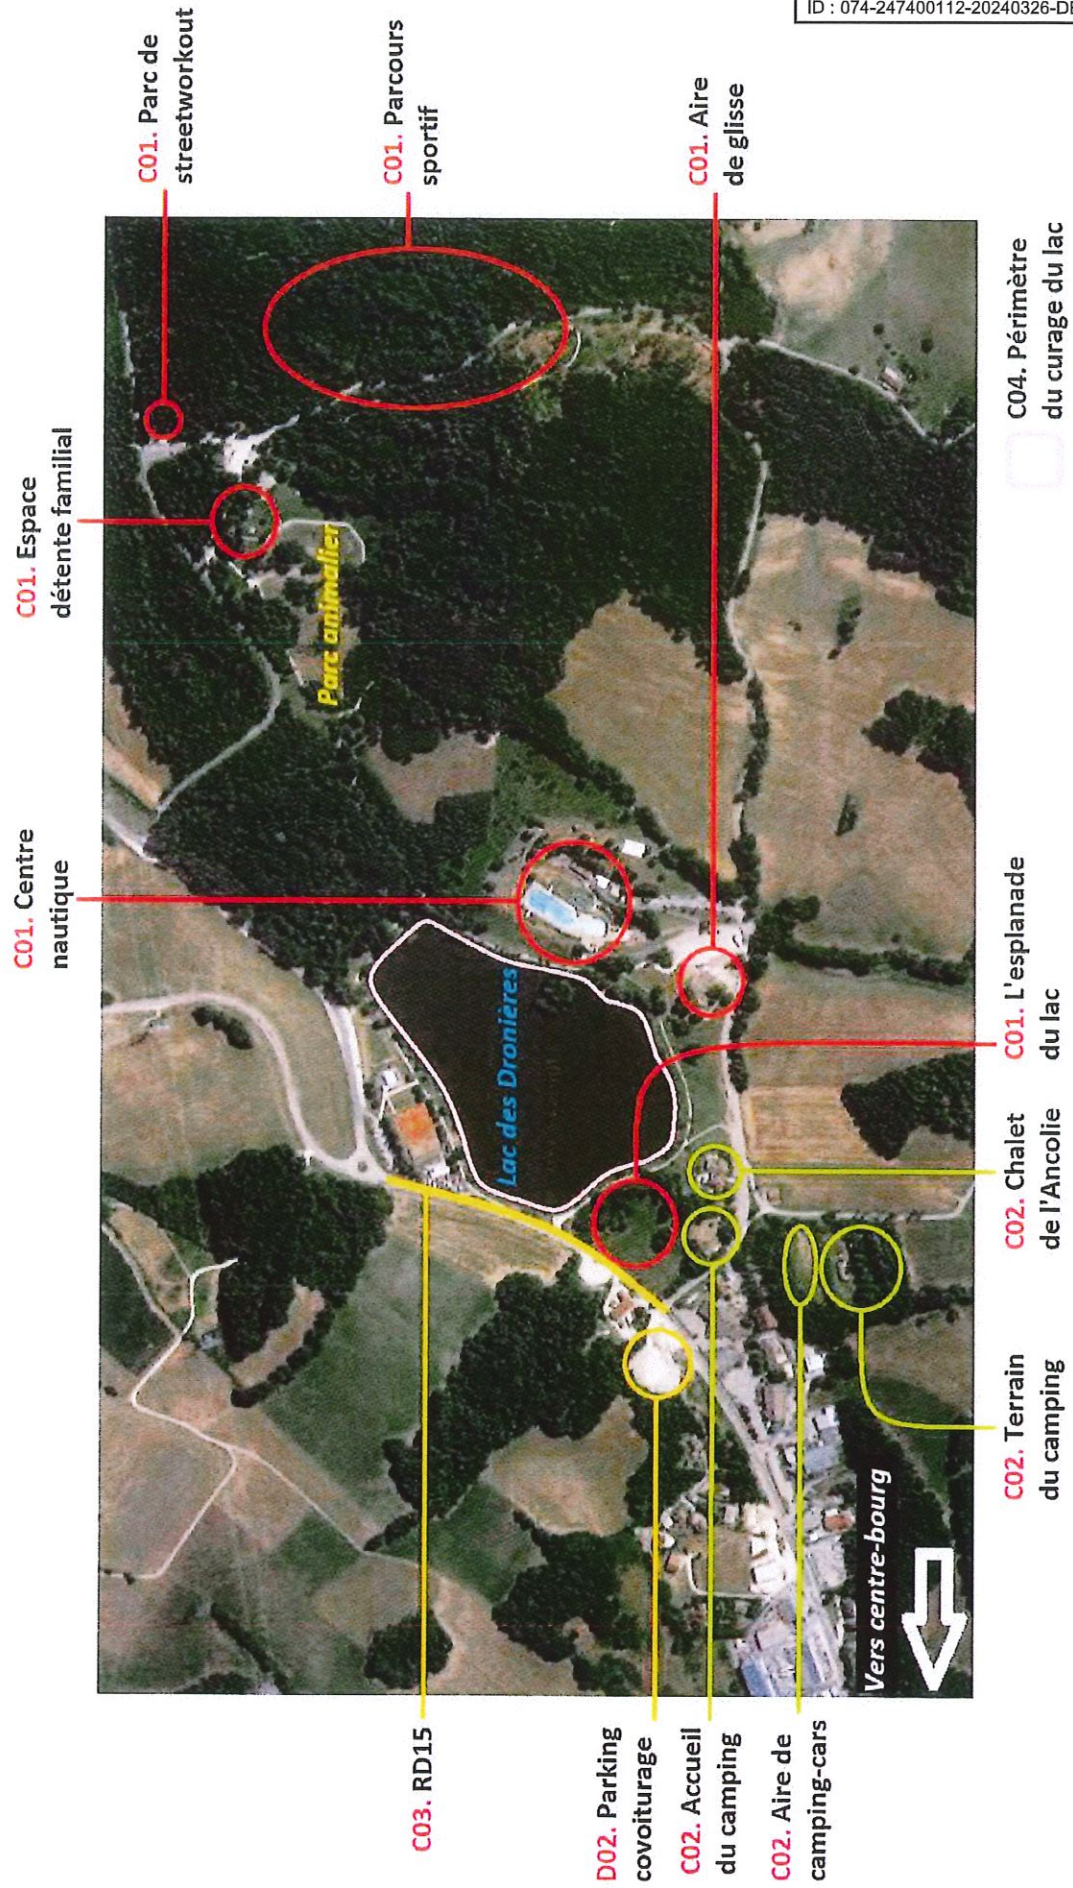 ID : 074-247400112-20240326-DE
C01. Espace
détente familial
C01. Parc de
streetworkout
C01. Centre
nautique
C01. Parcours
sportif
C01. Aire
de glisse
Parc animalier
Lac des Dronières
C03. RD15
D02. Parking
covoiturage
C02. Accueil
du camping
C02. Aire de
camping-cars
Vers centre-bourg
C02. Terrain
du camping
C02. Chalet
de l'Ancolie
C01. L'esplanade
du lac
C04. Périmètre
du curage du lac